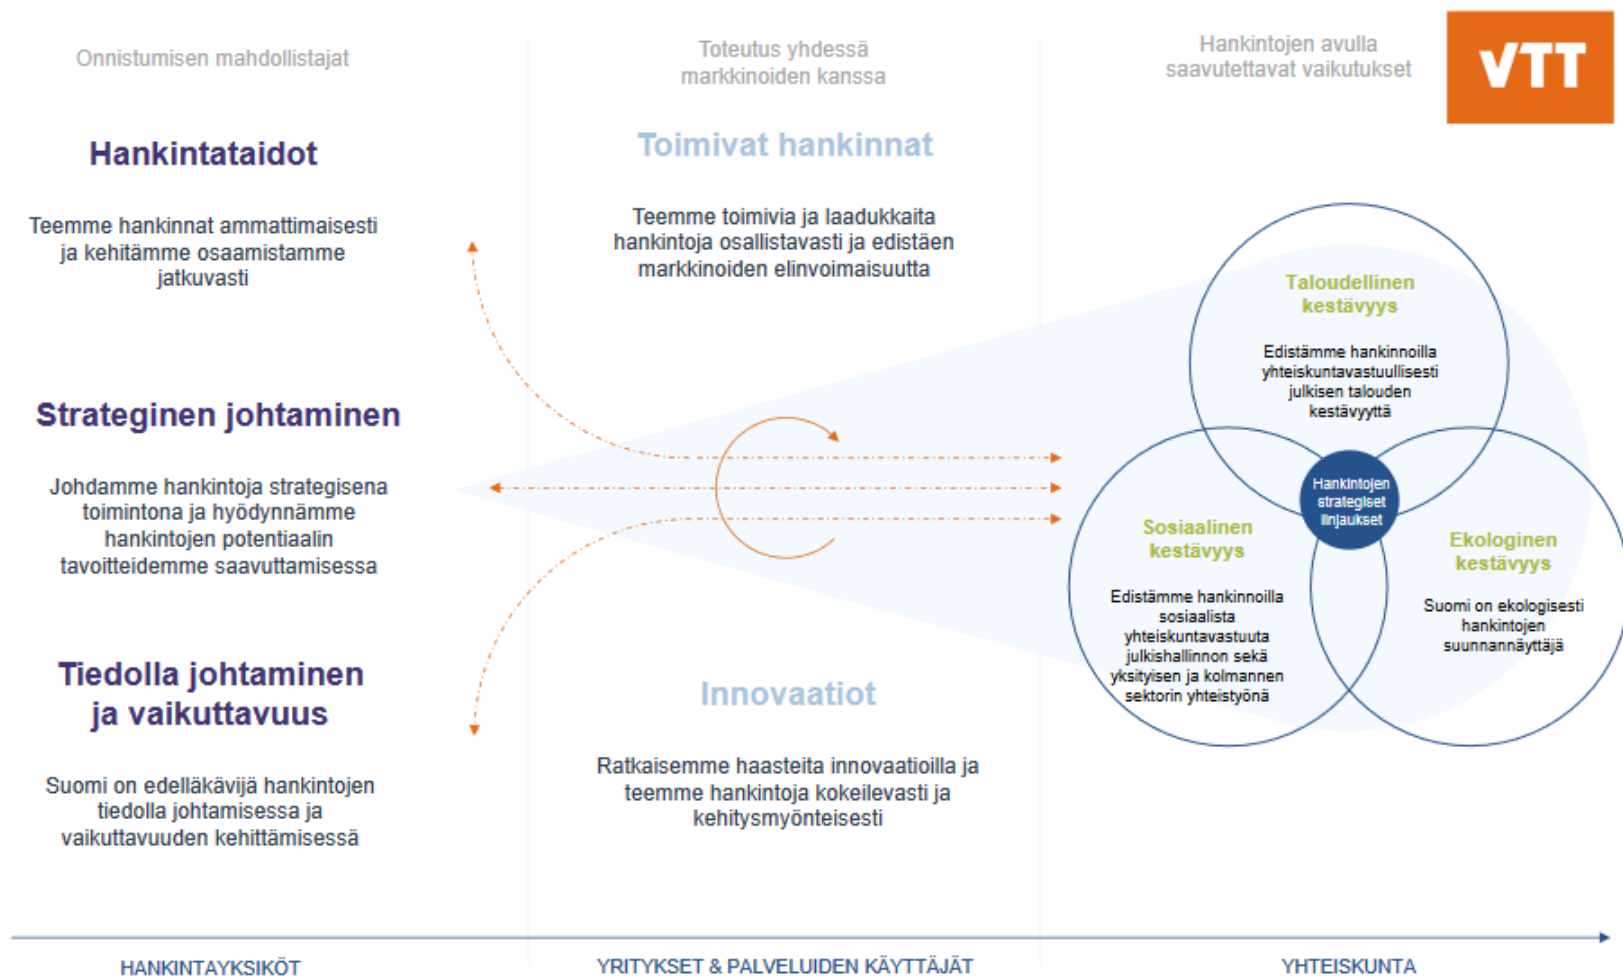 Onnistumisen mahdollistajat
Hankintataidot
Teemme hankinnat ammattimaisesti
ja kehitämme osaamistamme
jatkuvasti
Strateginen johtaminen
Johdamme hankintoja strategisena
toimintona ja hyödynnämme
hankintojen potentiaalin
tavoitteidemme saavuttamisessa
Tiedolla johtaminen
ja vaikuttavuus
Suomi on edelläkävijä hankintojen
tiedolla johtamisessa ja
vaikuttavuuden kehittämisessä
HANKINTAYKSIKÖT
Toteutus yhdessä
markkinoiden kanssa
Toimivat hankinnat
Teemme toimivia ja laadukkaita
hankintoja osallistavasti ja edistäen
markkinoiden elinvoimaisuutta
Innovaatiot
Ratkaisemme haasteita innovaatioilla ja
teemme hankintoja kokeilevasti ja
kehitysmyönteisesti
YRITYKSET & PALVELUIDEN KÄYTTÄJÄT
Hankintojen avulla
saavutettavat vaikutukset
VTT
Taloudellinen
kestävyys
Edistämme hankinnoilla
yhteiskuntavastuullisesti
julkisen talouden
kestävyyttä
Hankintojen
strategiset
linjaukset
Sosiaalinen
kestävyys
Edistämme hankinnoilla
sosiaalista
yhteiskuntavastuuta
julkishallinnon sekä
yksityisen ja kolmannen
sektorin yhteistyönä
Ekologinen
kestävyys
Suomi on ekologisesti
hankintojen
suunnannäyttäjä
YHTEISKUNTA